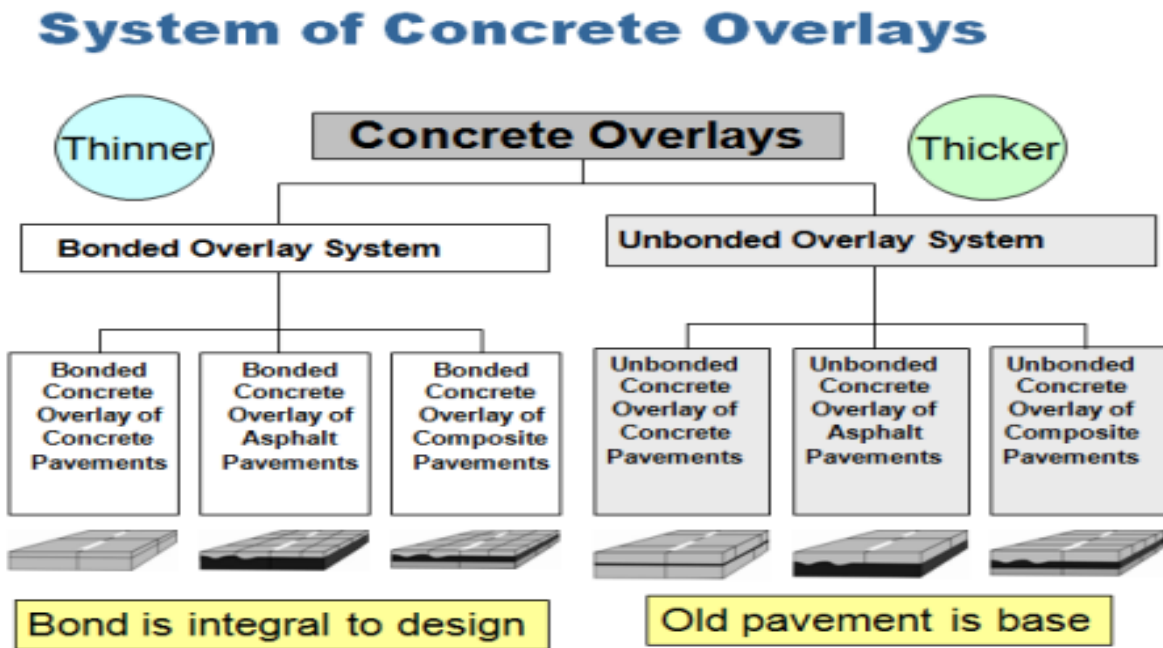 System of Concrete Overlays
Thinner
Concrete Overlays
Thicker
Bonded Overlay System
Unbonded Overlay System
Bonded
Concrete
Overlay of
Concrete
Pavements
Bonded
Concrete
Overlay of
Asphalt
Pavements
Bonded
Concrete
Overlay of
Composite
Pavements
Unbonded
Concrete
Overlay of
Concrete
Pavements
Unbonded
Concrete
Overlay of
Asphalt
Pavements
Unbonded
Concrete
Overlay of
Composite
Pavements
Bond is integral to design
Old pavement is base